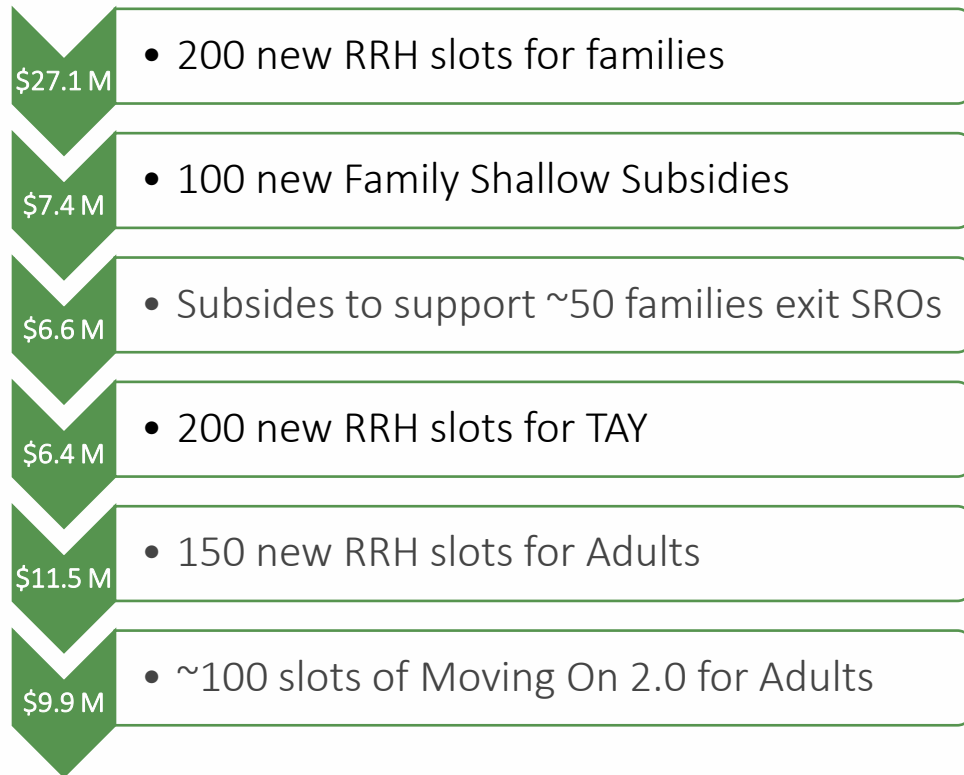 $27.1 M
• 200 new RRH slots for families
$7.4 M
• 100 new Family Shallow Subsidies
$6.6 M
• Subsides to support ~50 families exit SROs
$6.4 M
• 200 new RRH slots for TAY
$11.5 M
• 150 new RRH slots for Adults
$9.9 M
• ~100 slots of Moving On 2.0 for Adults